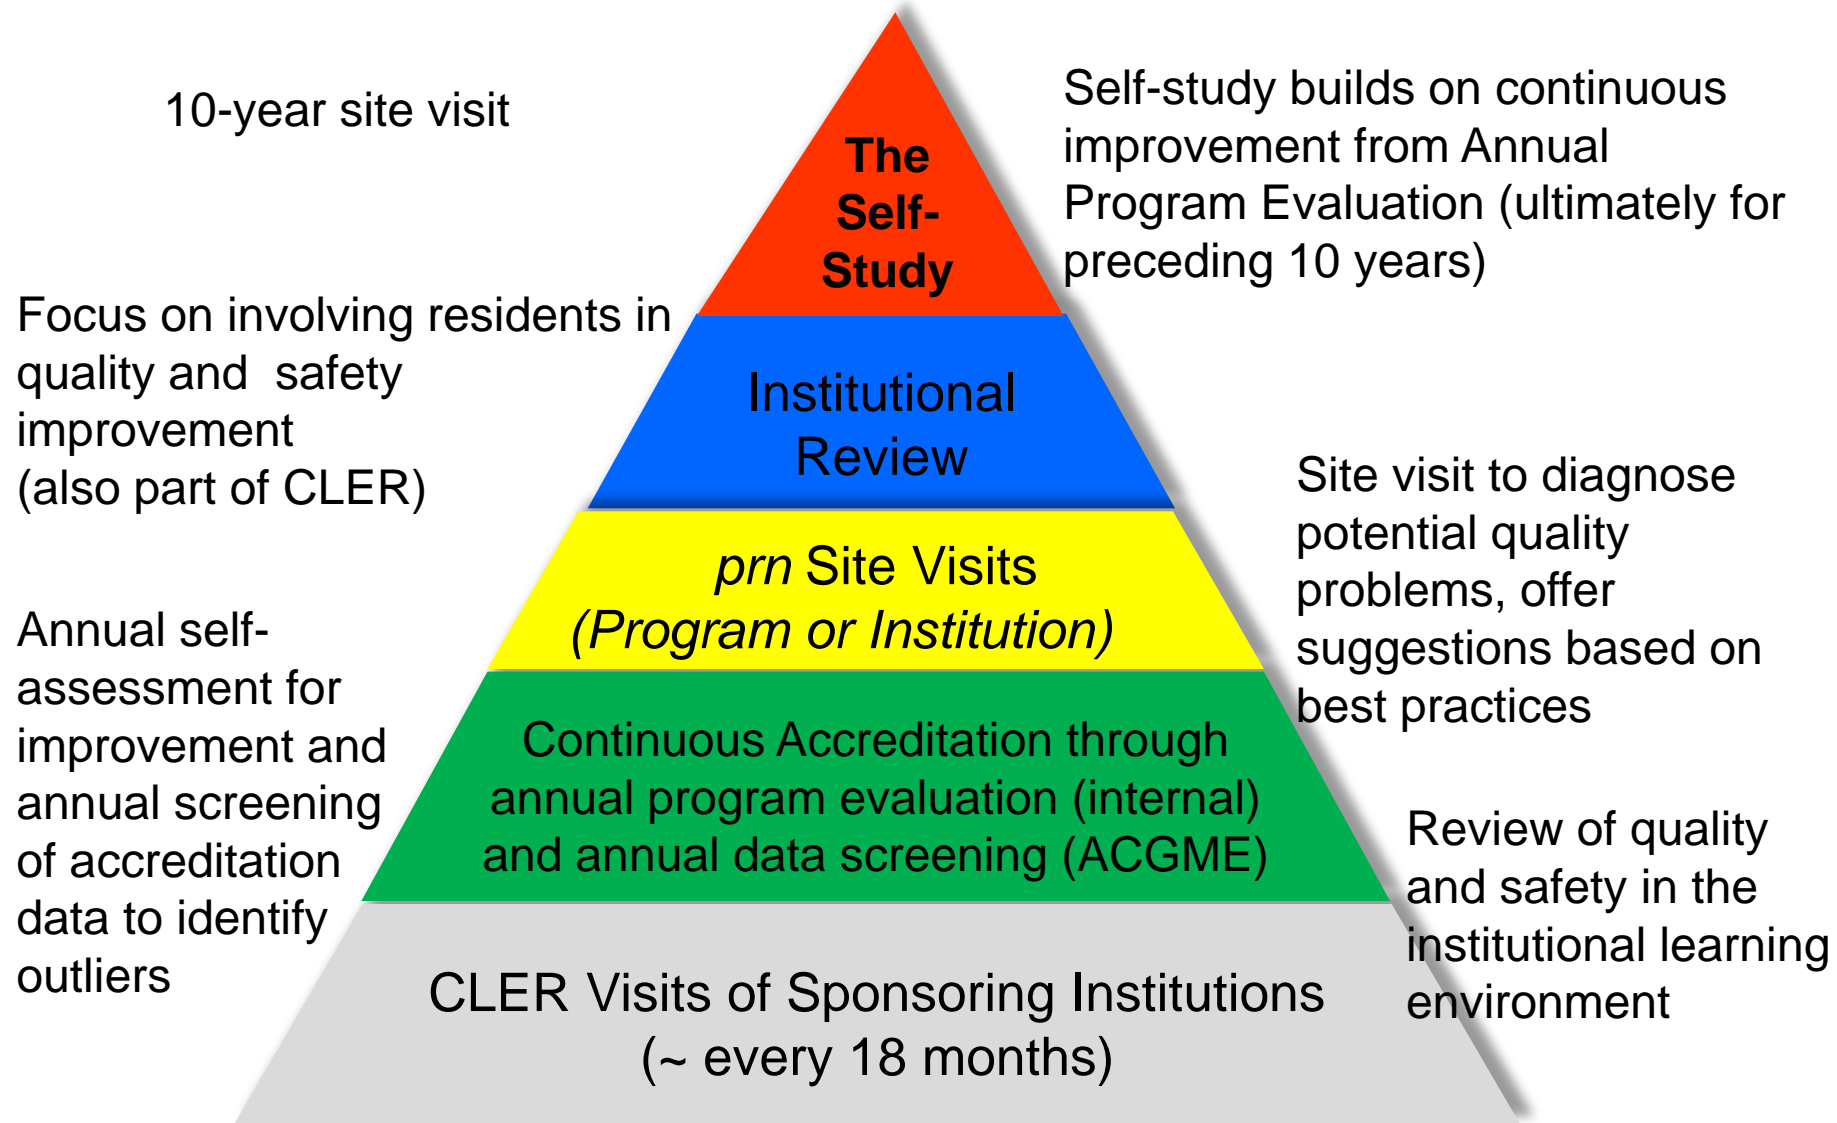 10-year site visit
Self-study builds on continuous
improvement from Annual
Program Evaluation (ultimately for
preceding 10 years)
The
Self-
Study
Focus on involving residents in
quality and  safety
improvement
(also part of CLER)
Institutional
Review
Site visit to diagnose
potential quality
problems, offer
suggestions based on
best practices
prn Site Visits
(Program or Institution)
Annual self-
assessment for
improvement and
annual screening
of accreditation
data to identify
outliers
Continuous Accreditation through
annual program evaluation (internal)
and annual data screening (ACGME)
Review of quality
and safety in the
institutional learning
environment
CLER Visits of Sponsoring Institutions
(~ every 18 months)